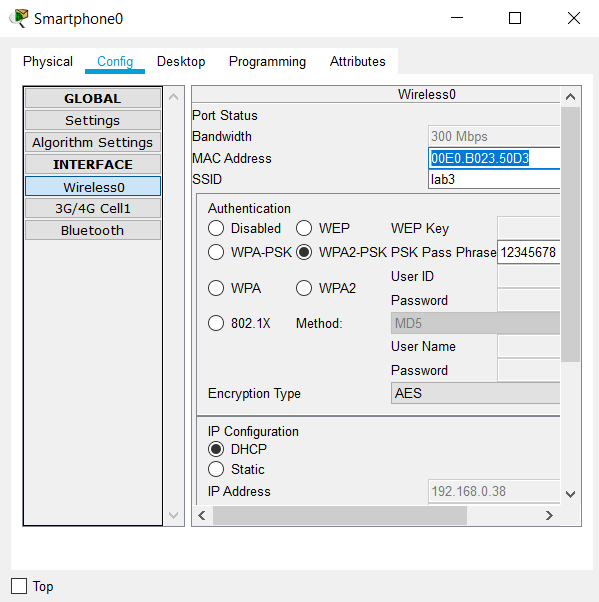 Smartphone0
Physical Config Desktop Programming Attributes
GLOBAL
Settings
Algorithm Settings
INTERFACE
Wireless0
3G/4G Cell1
Bluetooth
Wireless0
Port Status
Bandwidth 300 Mbps
MAC Address 00E0.B023.50D3
SSID lab3
Authentication
Disabled WEP WEP Key
WPA-PSK WPA2-PSK PSK Pass Phrase 12345678
User ID
WPA WPA2
Password
802.1X Method: MD5
User Name
Password
Encryption Type AES
IP Configuration
DHCP
Static
IP Address 192.168.0.38
Top